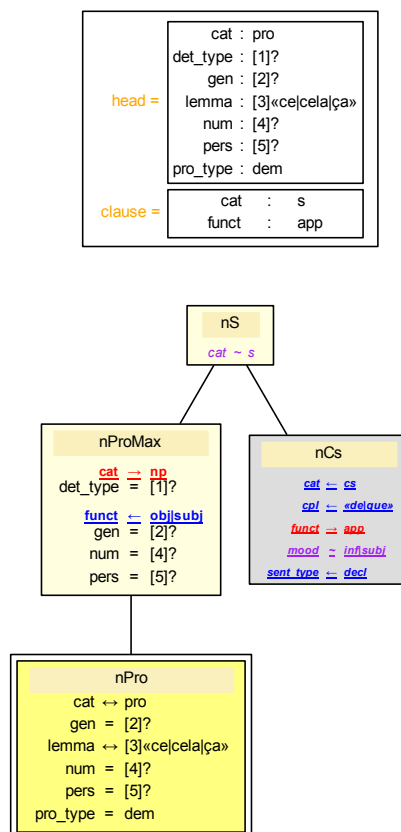 cat : pro
det_type : [1]?
gen : [2]?
head =
lemma : [3]«ce|cela|ça»
num : [4]?
pers : [5]?
pro_type : dem
clause =
cat : s
funct : app
nS
cat ~ s
nProMax
cat → np
det_type = [1]?
funct ← obj|subj
gen = [2]?
num = [4]?
pers = [5]?
nCs
cat ← cs
cpl ← «de|que»
funct → app
mood ~ inf|subj
sent_type ← decl
nPro
cat ↔ pro
gen = [2]?
lemma ↔ [3]«ce|cela|ça»
num = [4]?
pers = [5]?
pro_type = dem